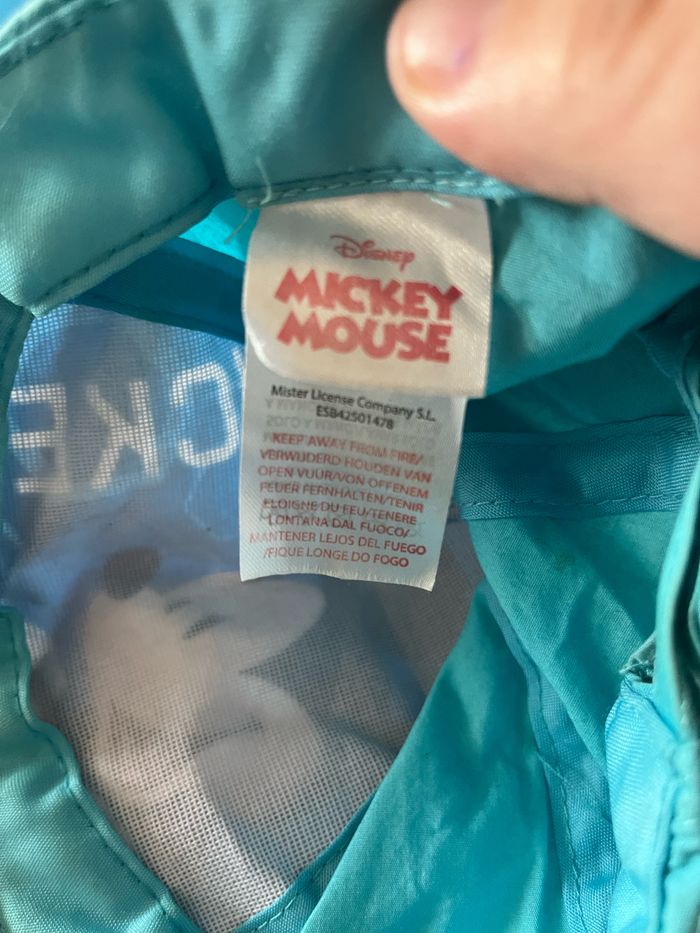 Disney
MICKEY
MOUSE
Mister License Company S.L.
ESB42501478
KEEP AWAY FROM FIRE/
VERWIJDERD HOUDEN VAN
OPEN VUUR/VON OFFENEM
FEUER FERNHALTEN/TENIR
ELOIGNE DU FEU/TENERE
LONTANA DAL FUOCO/
MANTENER LEJOS DEL FUEGO
/FIQUE LONGE DO FOGO
CKE